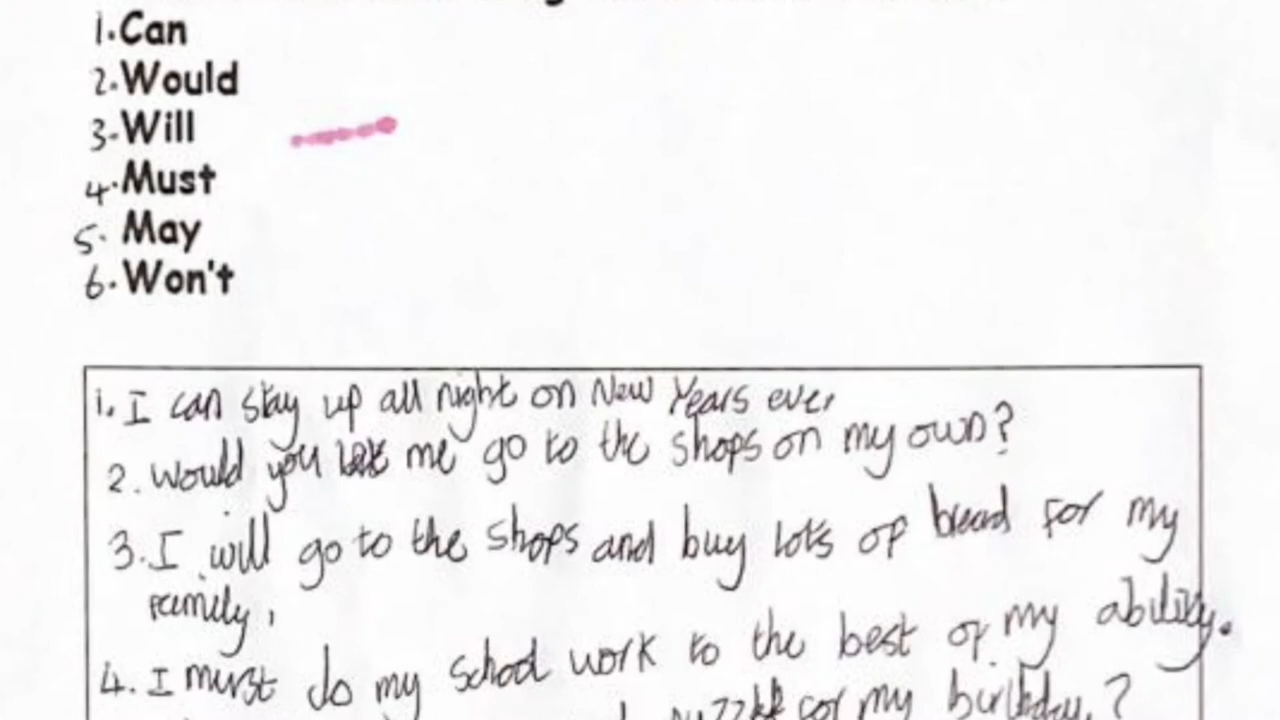 1. Can
2. Would
3. Will
4. Must
5. May
6. Won't
1. I can stay up all night on New Years eve,
2. Would you let me go to the shops on my own?
3. I will go to the shops and buy lots of bread for my
family,
4. I must do my school work to the best of my ability.
for my birthday.?